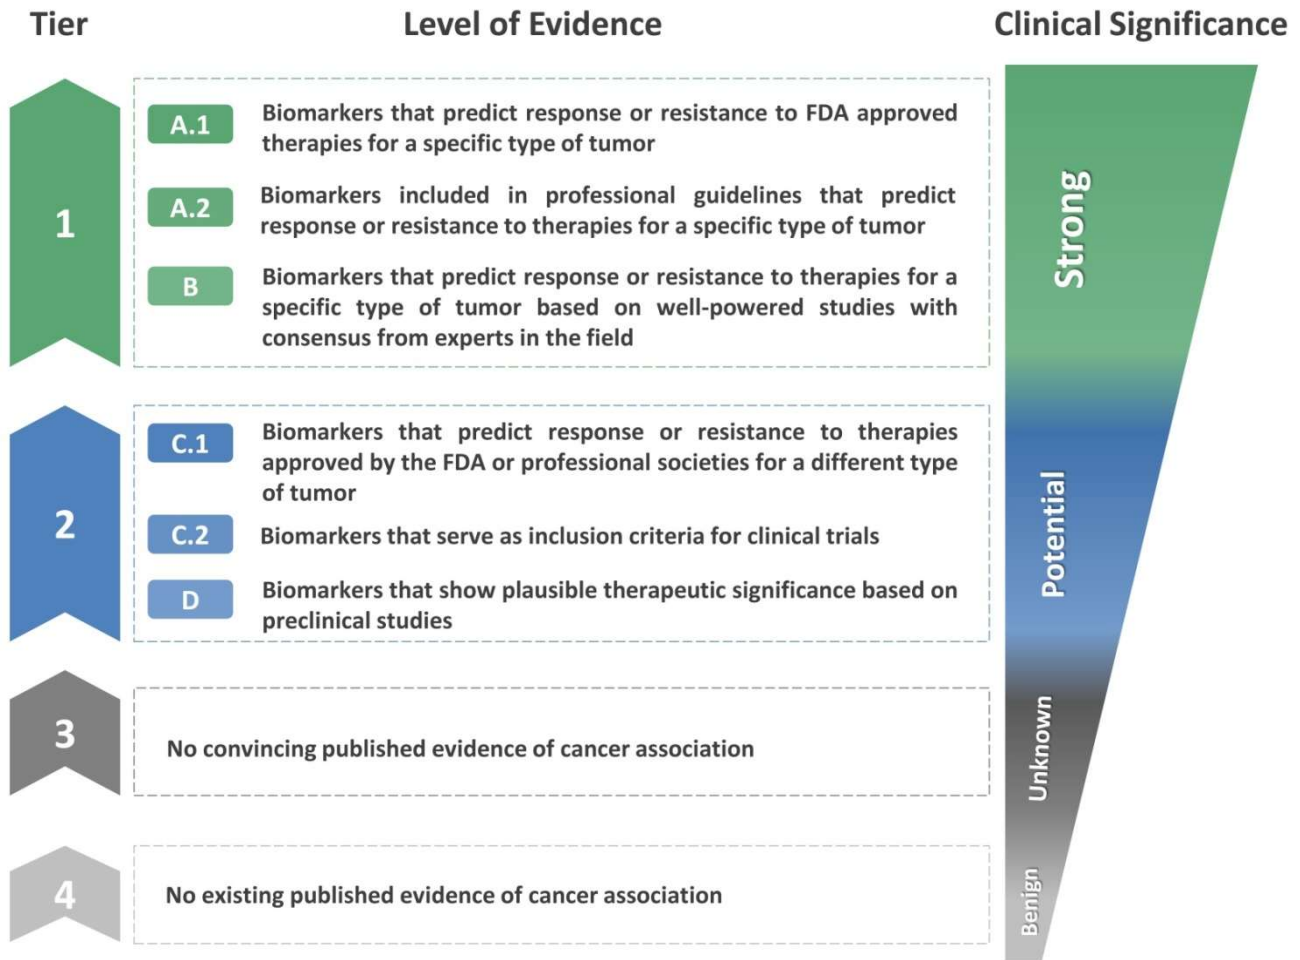 Tier
Level of Evidence
Clinical Significance
1
A.1
Biomarkers that predict response or resistance to FDA approved
therapies for a specific type of tumor
A.2
Biomarkers included in professional guidelines that predict
response or resistance to therapies for a specific type of tumor
B
Biomarkers that predict response or resistance to therapies for a
specific type of tumor based on well-powered studies with
consensus from experts in the field
Strong
2
C.1
Biomarkers that predict response or resistance to therapies
approved by the FDA or professional societies for a different type
of tumor
C.2
Biomarkers that serve as inclusion criteria for clinical trials
D
Biomarkers that show plausible therapeutic significance based on
preclinical studies
Potential
3
No convincing published evidence of cancer association
Unknown
4
No existing published evidence of cancer association
Benign